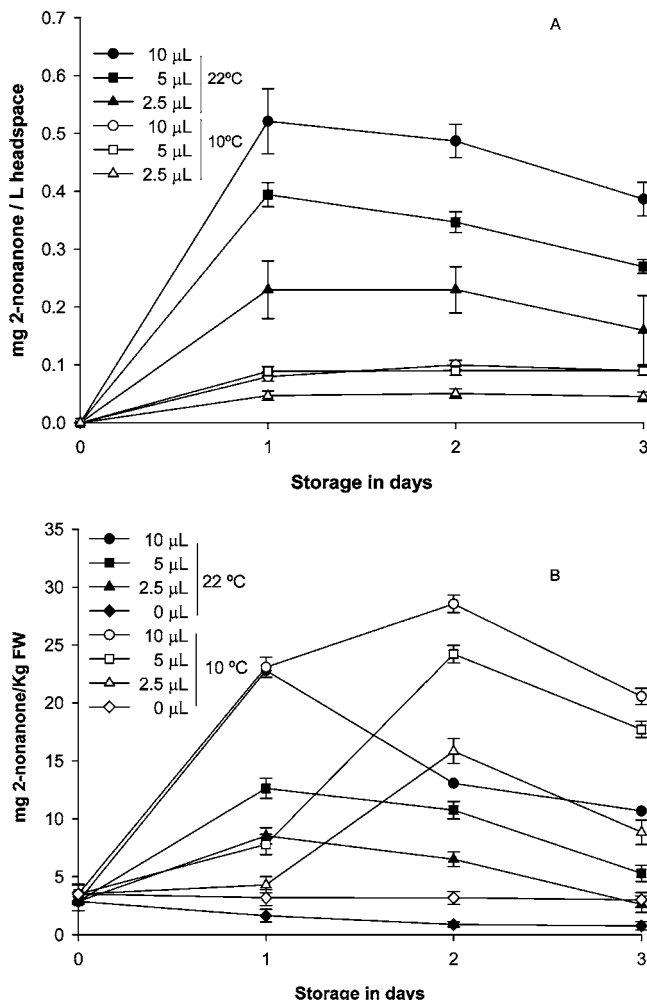 A
10 µL
5 µL
2.5 µL
22ºC
10 µL
5 µL
2.5 µL
10ºC
0.7
0.6
0.5
0.4
0.3
0.2
0.1
0.0
mg 2-nonanone / L headspace
0 1 2 3
Storage in days
B
10 µL
5 µL
2.5 µL
0 µL
22 ºC
10 µL
5 µL
2.5 µL
0 µL
10 ºC
35
30
25
20
15
10
5
0
mg 2-nonanone/Kg FW
0 1 2 3
Storage in days